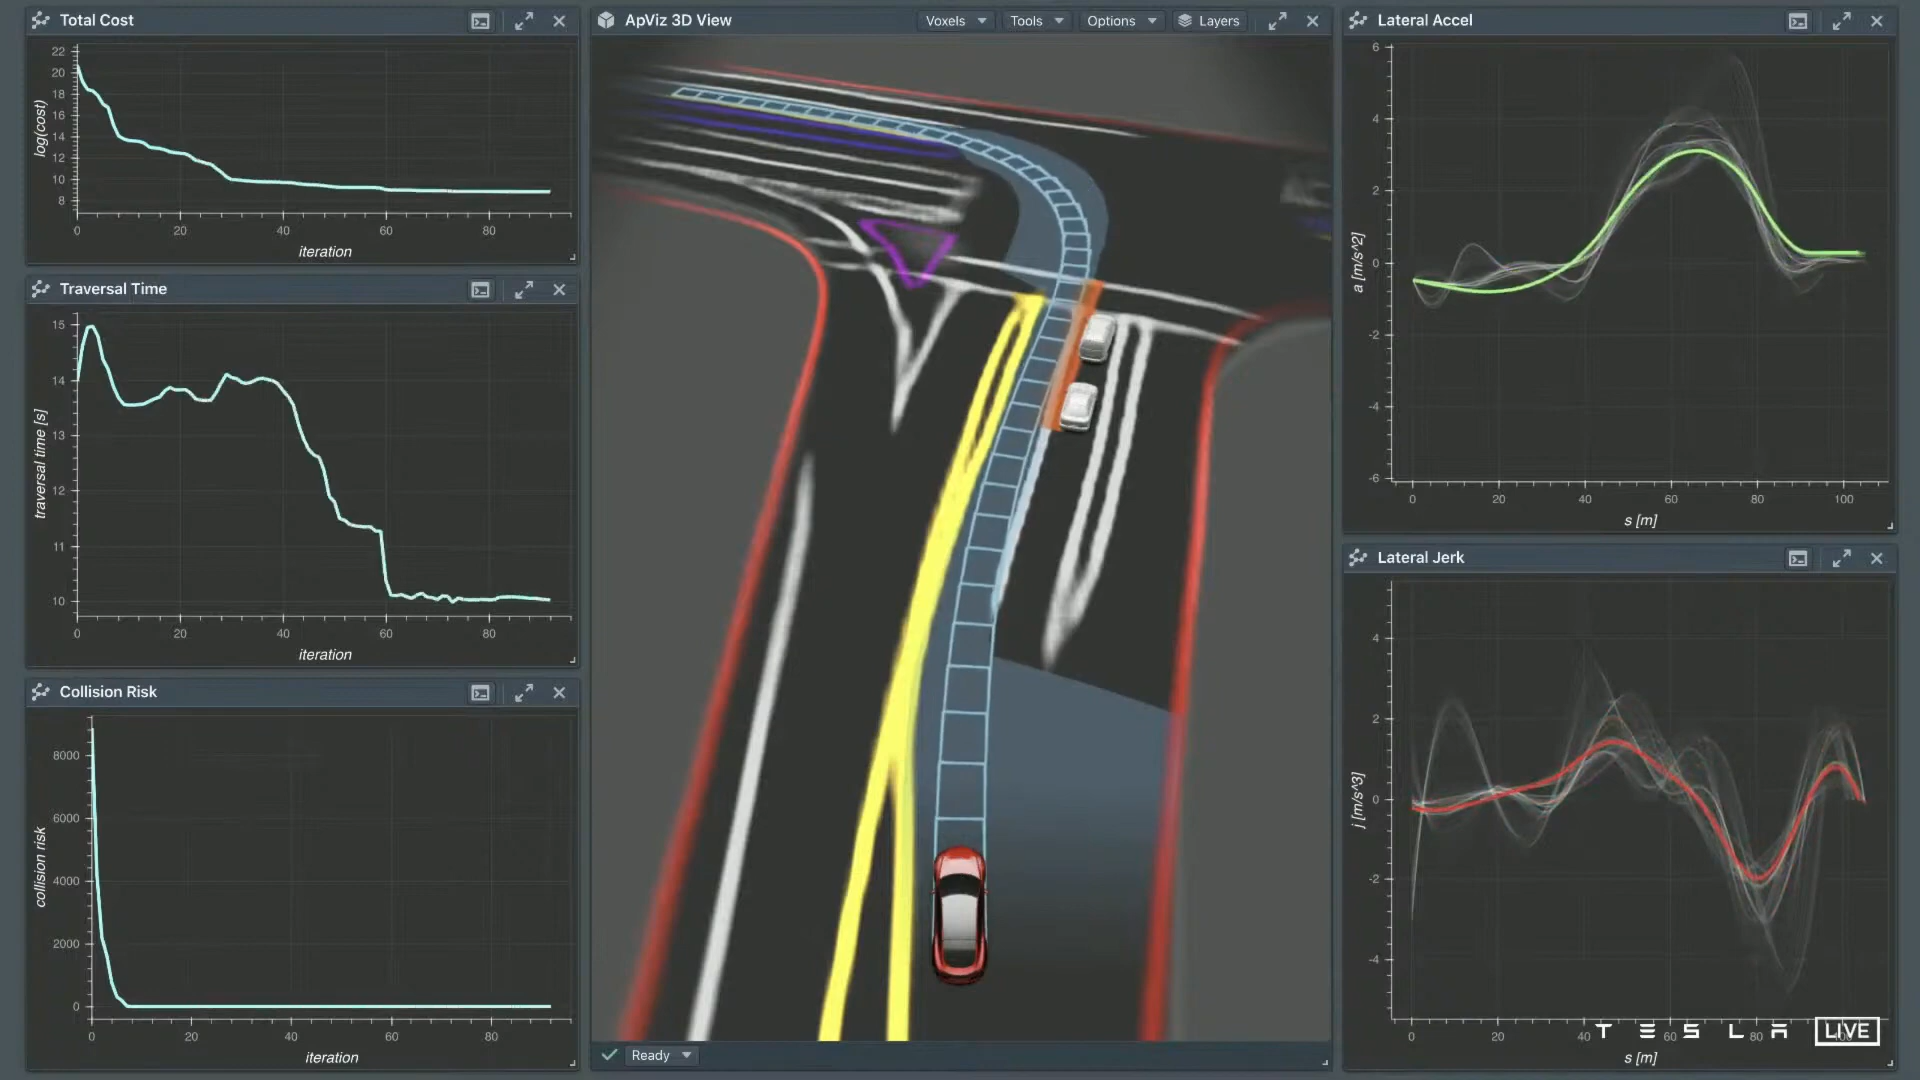 Total Cost
22
20
18
16
14
12
10
8
log(cost)
0 20 40 60 80
iteration
Traversal Time
15
14
13
12
11
10
traversal time [s]
0 20 40 60 80
iteration
Collision Risk
8000
6000
4000
2000
0
collision risk
0 20 40 60 80
iteration
ApViz 3D View
Voxels Tools Options Layers
Ready
Lateral Accel
6
4
2
0
-2
-4
-6
a [m/s^2]
0 20 40 60 80 100
s [m]
Lateral Jerk
4
2
0
-2
-4
j [m/s^3]
0 20 40 60 80 100
s [m]
TESLA LIVE